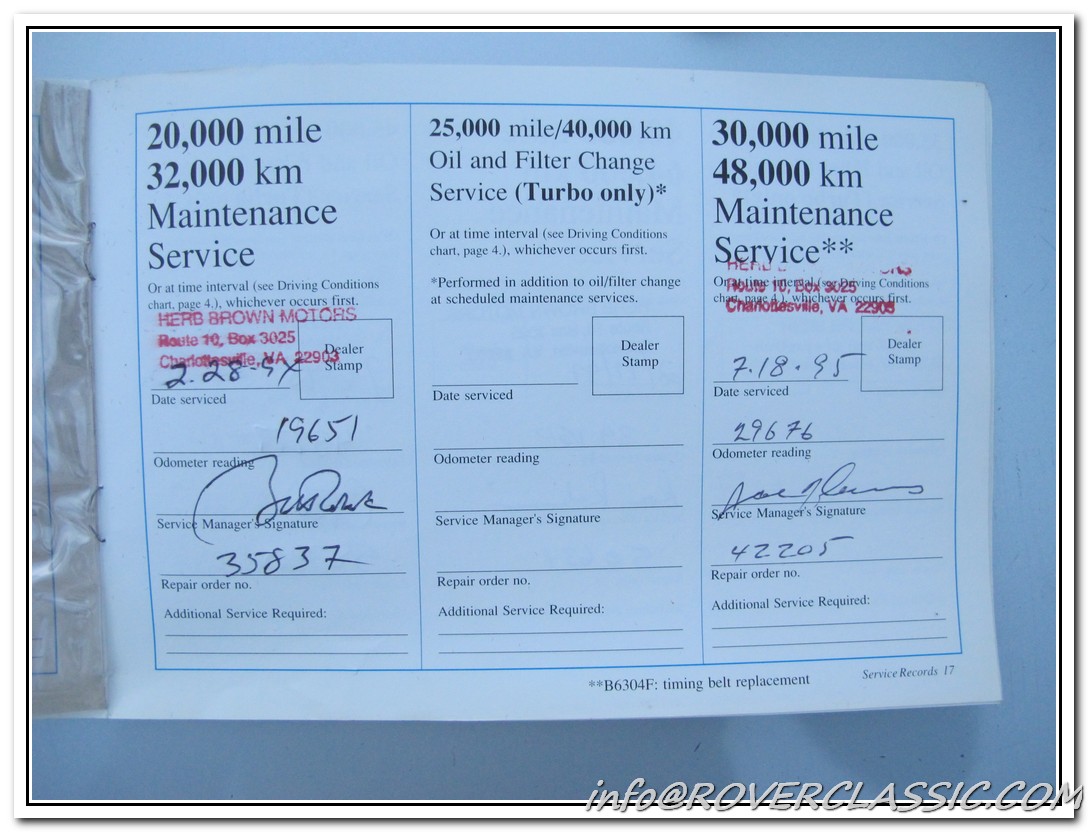 20,000 mile
32,000 km
Maintenance
Service
Or at time interval (see Driving Conditions
chart, page 4.), whichever occurs first.
HERB BROWN MOTORS
Route 10, Box 3025
Charlottesville, VA 22903
Dealer
Stamp
Date serviced
19651
Odometer reading
Service Manager's Signature
35837
Repair order no.
Additional Service Required:
25,000 mile/40,000 km
Oil and Filter Change
Service (Turbo only)*
Or at time interval (see Driving Conditions
chart, page 4.), whichever occurs first.
*Performed in addition to oil/filter change
at scheduled maintenance services.
Dealer
Stamp
Date serviced
Odometer reading
Service Manager's Signature
Repair order no.
Additional Service Required:
30,000 mile
48,000 km
Maintenance
Service**
Or at time interval (see Driving Conditions
chart, page 4.), whichever occurs first.
Route 10, Box 3025
Charlottesville, VA
Dealer
Stamp
7.18.95
Date serviced
29676
Odometer reading
Service Manager's Signature
42205
Repair order no.
Additional Service Required:
**B6304F: timing belt replacement
Service Records 17
info@ROVERCLASSIC.COM